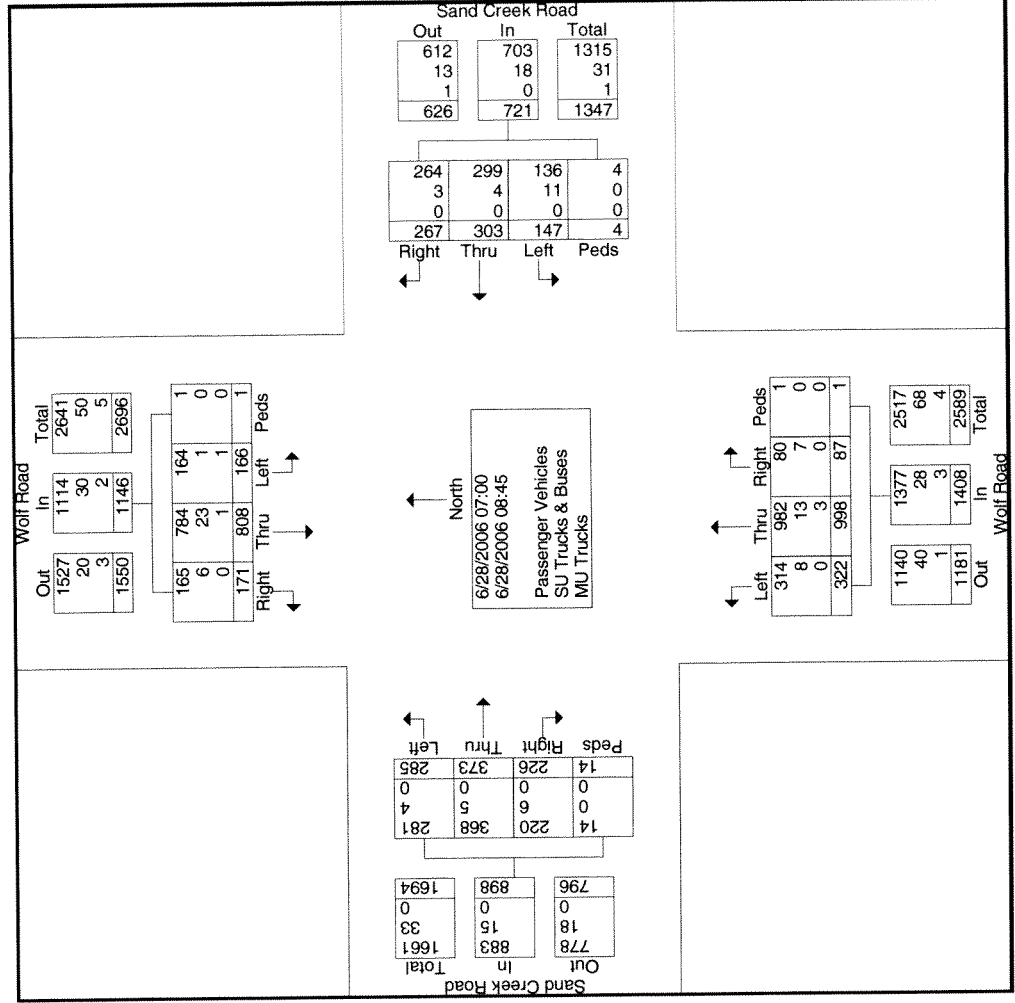 Sand Creek Road
Out In Total
612 703 1315
13 18 31
1 0 1
626 721 1347
264 299 136 4
3 4 11 0
0 0 0 0
267 303 147 4
Right Thru Left Peds
Wolf Road
Out In Total
1527 1114 2641
20 30 50
3 2 5
1550 1146 2696
165 784 164 1
6 23 1 0
0 1 1 0
171 808 166 1
Right Thru Left Peds
North
6/28/2006 07:00
6/28/2006 08:45
Passenger Vehicles
SU Trucks & Buses
MU Trucks
Left Thru Right Peds
314 982 80 1
8 13 7 0
0 3 0 0
322 998 87 1
1140 1377 2517
40 28 68
1 3 4
1181 1408 2589
Out In Total
Wolf Road
Left Thru Right Peds
285 373 226 14
0 0 0 0
4 5 6 0
281 368 220 14
1694 898 796
0 0 0
33 15 18
1661 883 778
Total In Out
Sand Creek Road